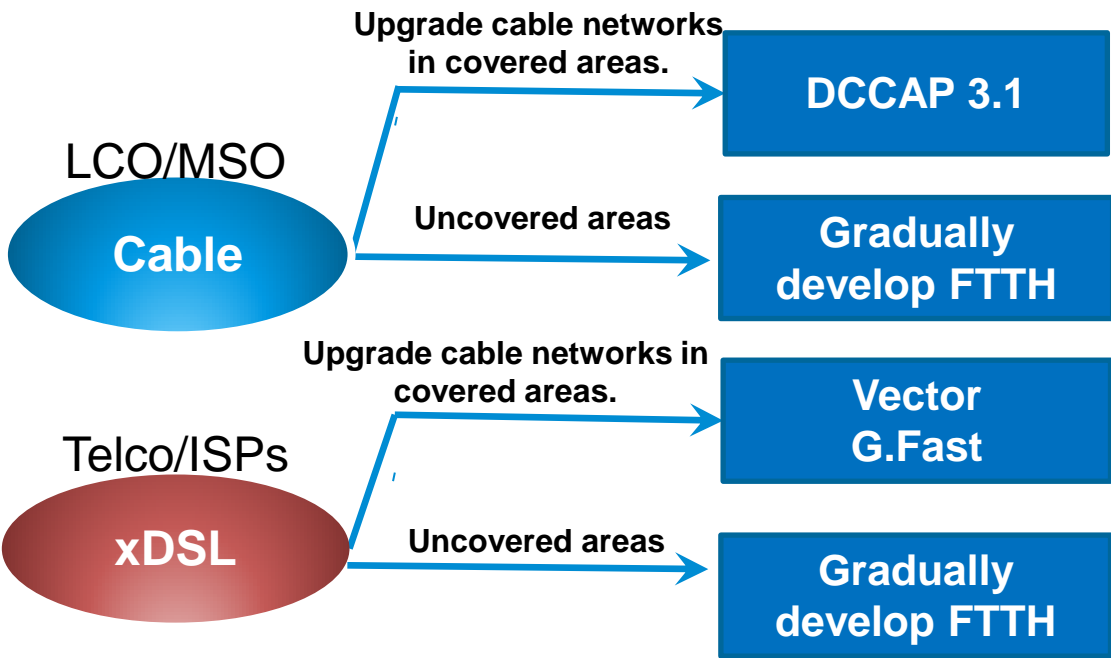 Upgrade cable networks
in covered areas.
DCCAP 3.1
LCO/MSO
Cable
Uncovered areas
Gradually
develop FTTH
Upgrade cable networks in
covered areas.
Vector
G.Fast
Telco/ISPs
xDSL
Uncovered areas
Gradually
develop FTTH